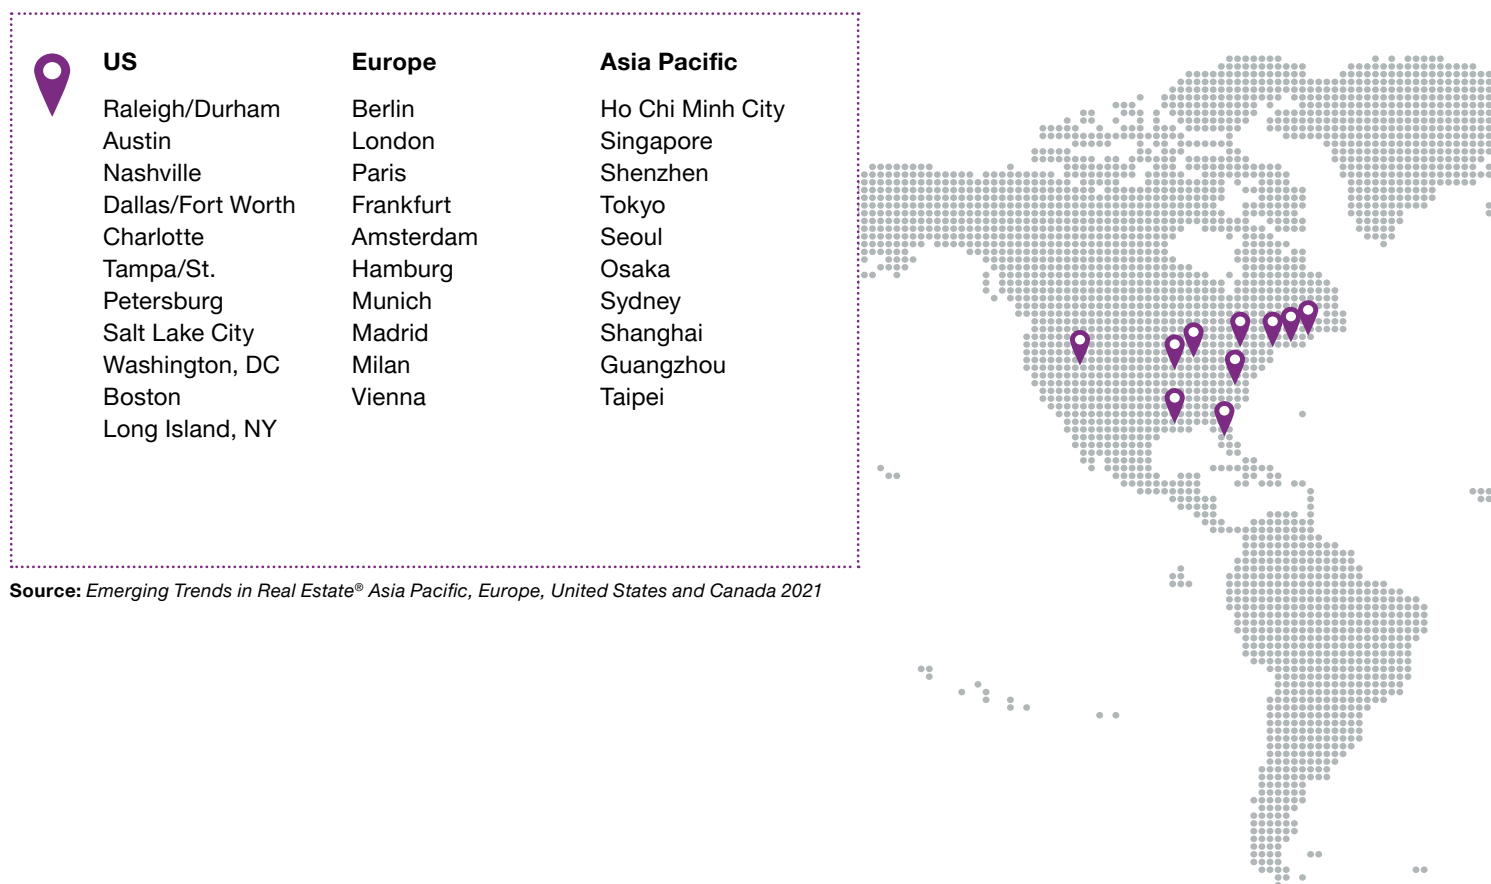 US
Raleigh/Durham
Austin
Nashville
Dallas/Fort Worth
Charlotte
Tampa/St.
Petersburg
Salt Lake City
Washington, DC
Boston
Long Island, NY
Europe
Berlin
London
Paris
Frankfurt
Amsterdam
Hamburg
Munich
Madrid
Milan
Vienna
Asia Pacific
Ho Chi Minh City
Singapore
Shenzhen
Tokyo
Seoul
Osaka
Sydney
Shanghai
Guangzhou
Taipei
Source: Emerging Trends in Real Estate® Asia Pacific, Europe, United States and Canada 2021